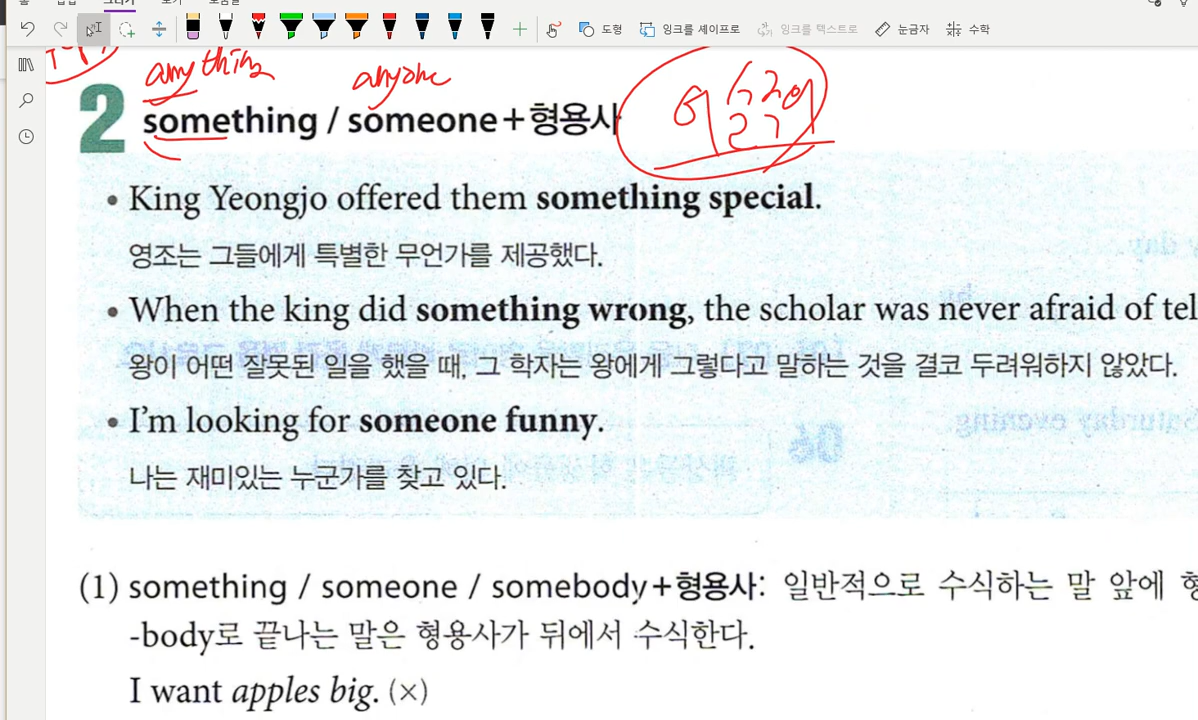 도형
잉크를 셰이프로
잉크를 텍스트로
눈금자
수학
anything
anyone
2 something / someone+형용사
• King Yeongjo offered them something special.
영조는 그들에게 특별한 무언가를 제공했다.
• When the king did something wrong, the scholar was never afraid of tel
왕이 어떤 잘못된 일을 했을 때, 그 학자는 왕에게 그렇다고 말하는 것을 결코 두려워하지 않았다.
• I'm looking for someone funny.
나는 재미있는 누군가를 찾고 있다.
(1) something / someone / somebody+형용사: 일반적으로 수식하는 말 앞에 형
-body로 끝나는 말은 형용사가 뒤에서 수식한다.
I want apples big. (×)